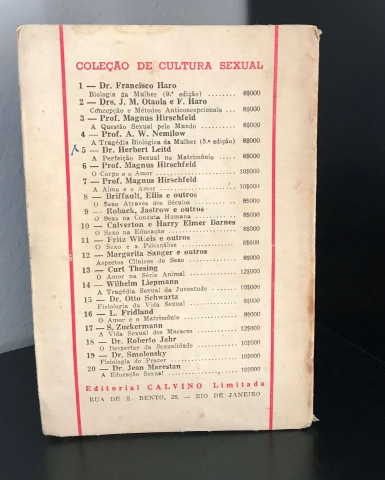 COLEÇÃO DE CULTURA SEXUAL
1 — Dr. Francisco Haro
Biologia da Mulher (9.ª edição) .......... 8$000
2 — Drs. J. M. Otaola e F. Haro
Concepção e Métodos Anticoncepcionais ... 8$000
3 — Prof. Magnus Hirschfeld
A Questão Sexual pelo Mundo .......... 8$000
4 — Prof. A. W. Nemilow
A Tragédia Biológica da Mulher (5.ª edição) 8$000
5 — Dr. Herbert Leitd
A Perfeição Sexual no Matrimônio ..... 8$000
6 — Prof. Magnus Hirschfeld
O Corpo e o Amor .......... 10$000
7 — Prof. Magnus Hirschfeld
A Alma e o Amor .......... 10$000
8 — Briffault, Ellis e outros
O Sexo Através dos Séculos .......... 8$000
9 — Roback, Jastrow e outros
O Sexo na Conduta Humana .......... 8$000
10 — Calverton e Harry Elmer Barnes
O Sexo na Educação .......... 8$000
11 — Fritz Wittels e outros
O Sexo e a Psicanálise .......... 8$000
12 — Margarita Sanger e outros
Aspectos Clínicos do Sexo .......... 8$000
13 — Curt Thesing
O Amor na Série Animal .......... 12$000
14 — Wilhelm Liepmann
A Tragédia Sexual da Juventude ..... 10$000
15 — Dr. Otto Schwartz
Fisiologia da Vida Sexual .......... 8$000
16 — L. Fridland
O Amor e o Matrimônio .......... 8$000
17 — S. Zuckermann
A Vida Sexual dos Macacos .......... 12$000
18 — Dr. Roberto Jahr
O Despertar da Sexualidade .......... 10$000
19 — Dr. Smolensky
Fisiologia do Prazer .......... 10$000
20 — Dr. Jean Marestan
A Educação Sexual .......... 10$000
Editorial CALVINO Limitada
RUA DE S. BENTO, 28. — RIO DE JANEIRO